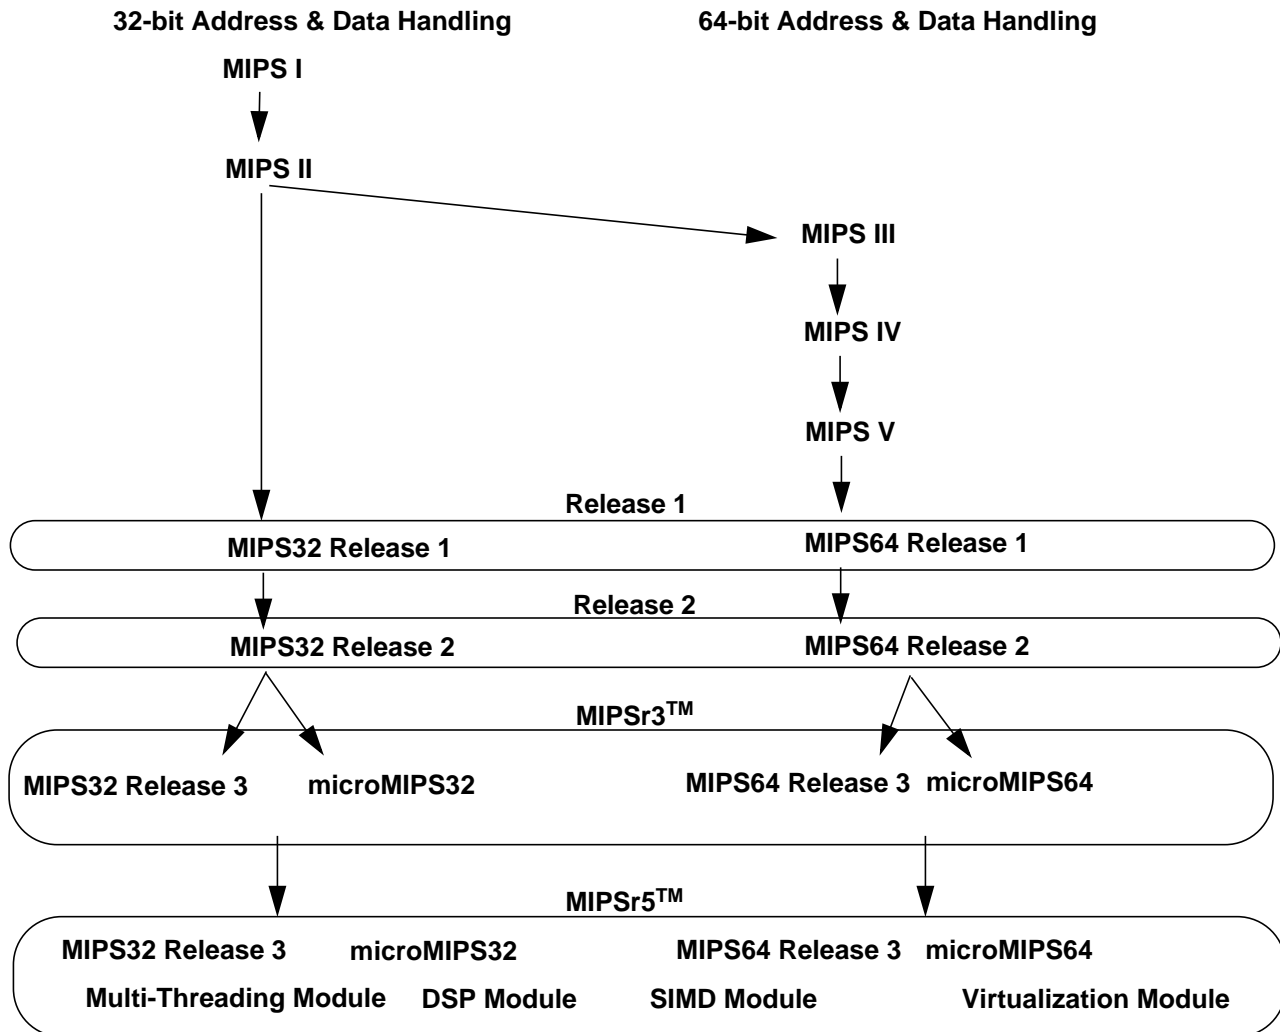 32-bit Address & Data Handling
64-bit Address & Data Handling
MIPS I
MIPS II
MIPS III
MIPS IV
MIPS V
Release 1
MIPS32 Release 1
MIPS64 Release 1
Release 2
MIPS32 Release 2
MIPS64 Release 2
MIPSr3TM
MIPS32 Release 3
microMIPS32
MIPS64 Release 3
microMIPS64
MIPSr5TM
MIPS32 Release 3
microMIPS32
MIPS64 Release 3
microMIPS64
Multi-Threading Module
DSP Module
SIMD Module
Virtualization Module